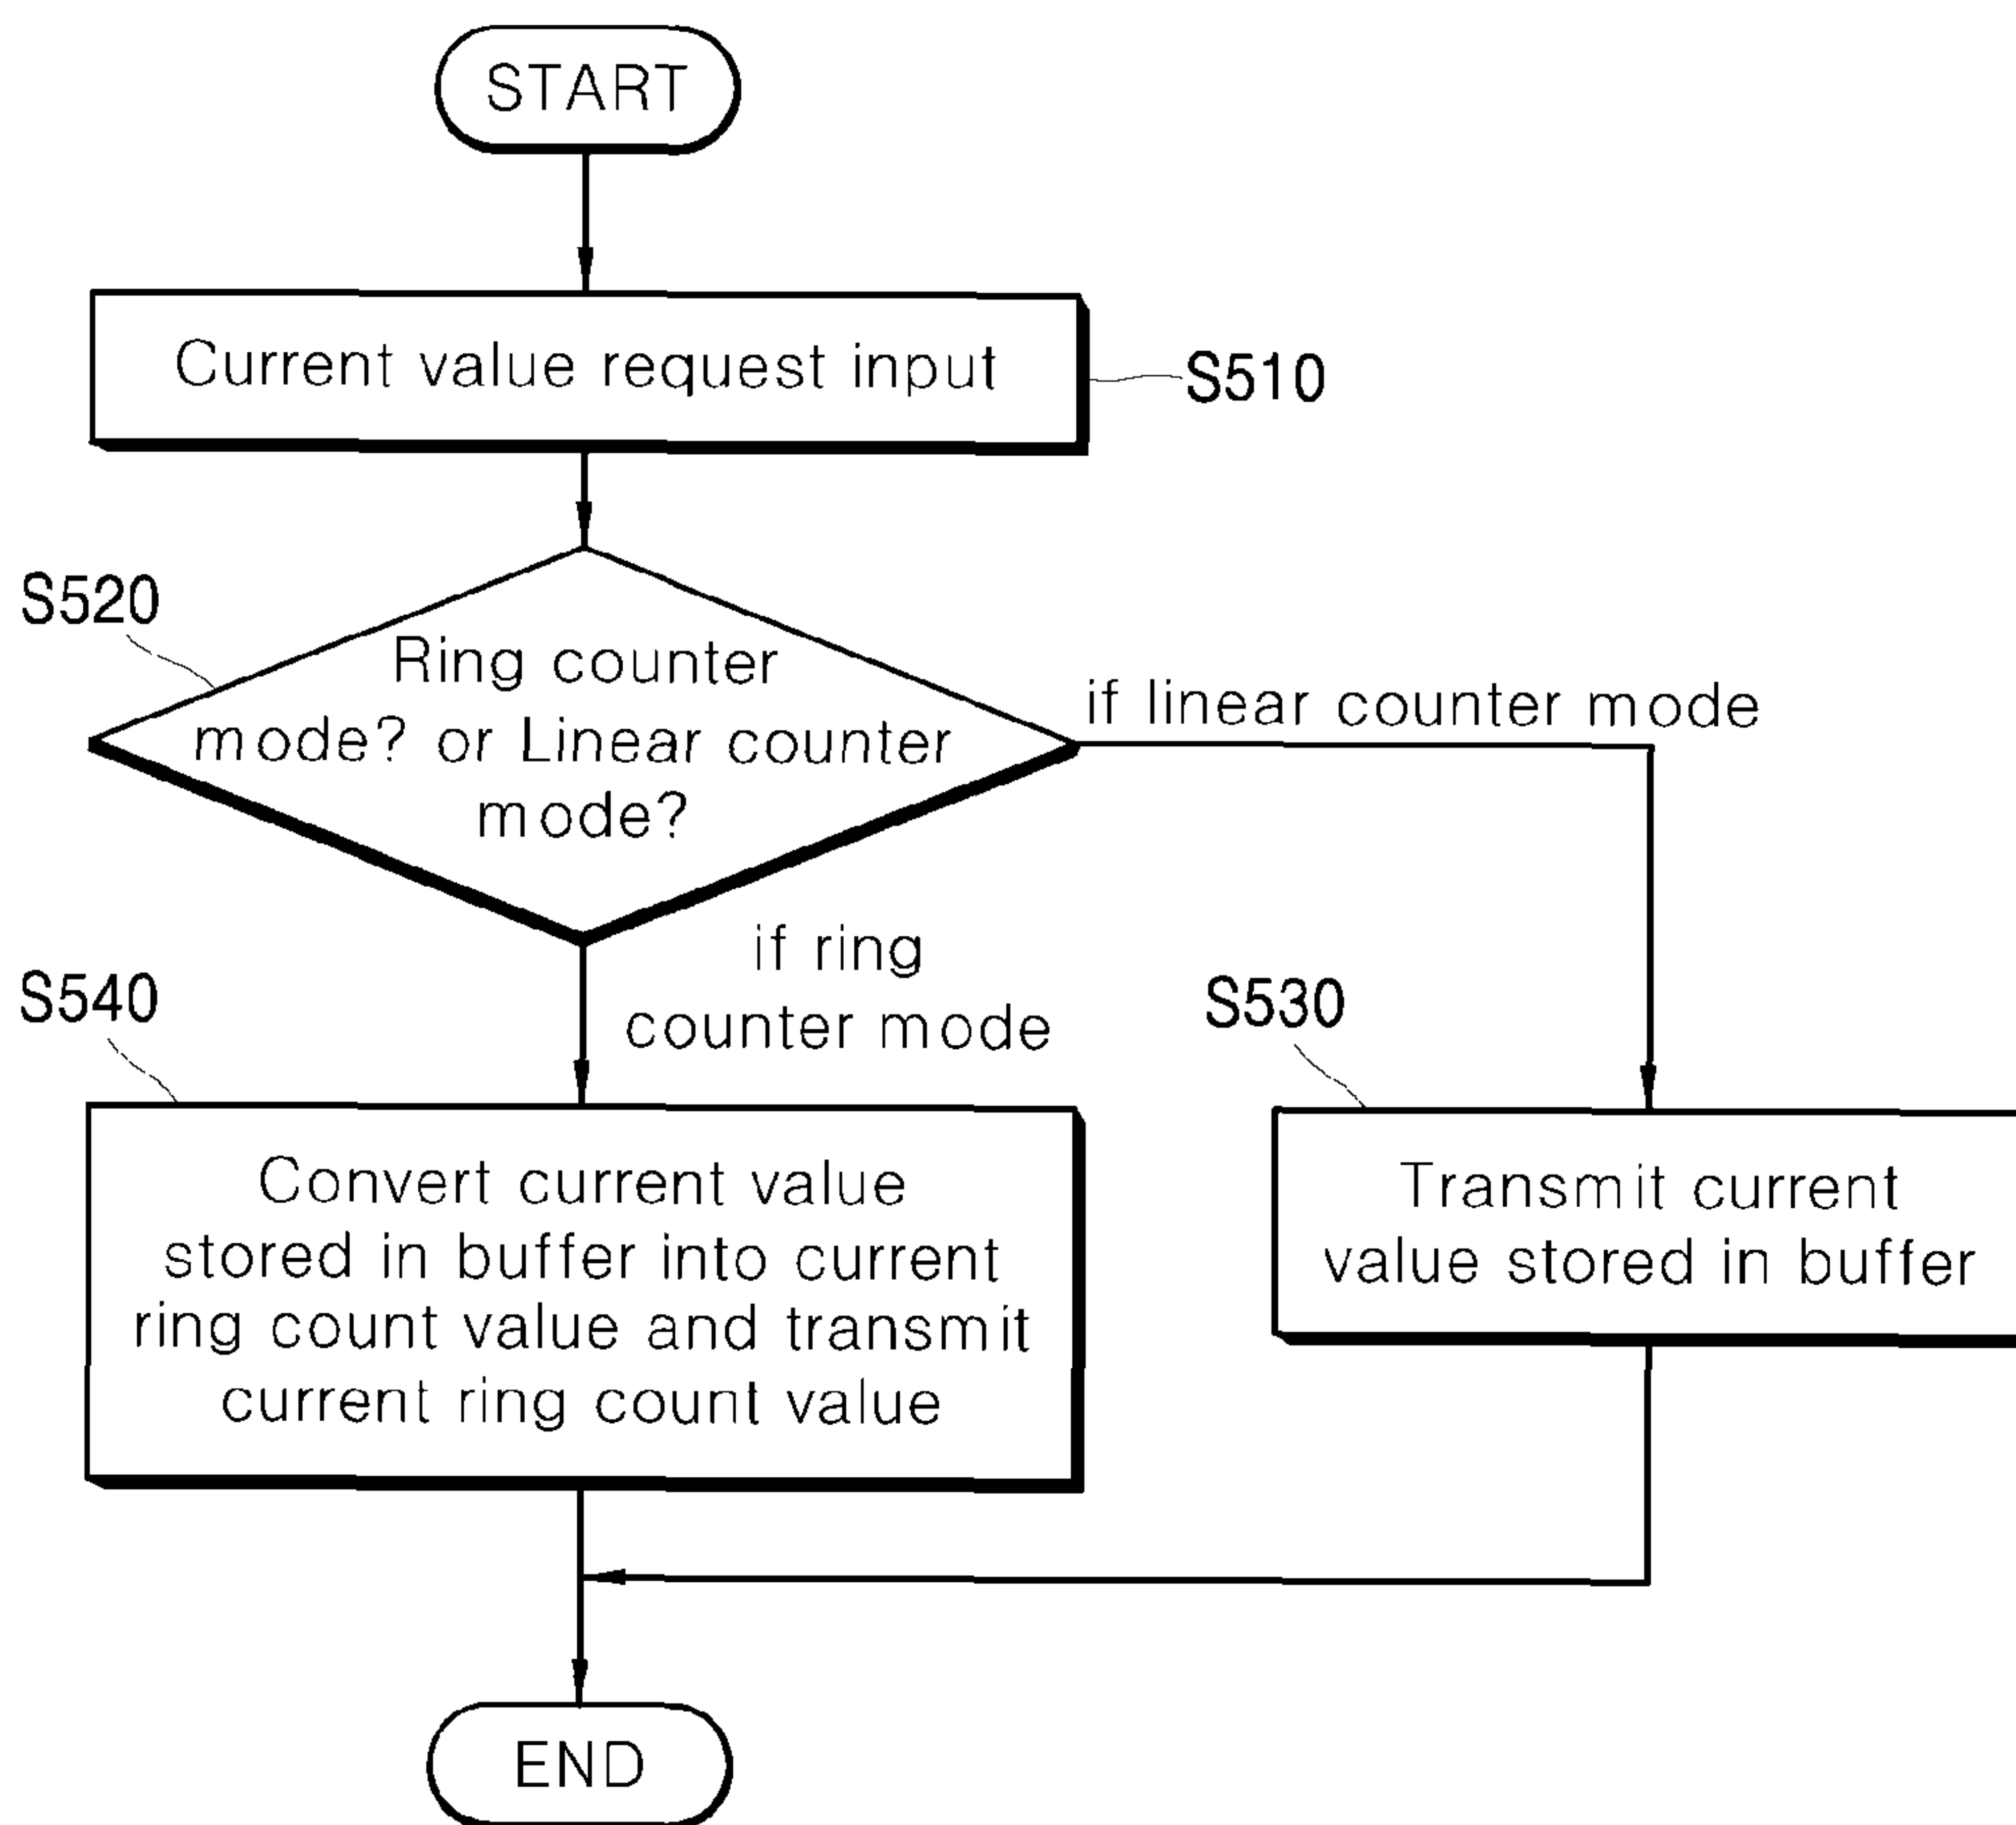 START
Current value request input
S510
S520
Ring counter
mode? or Linear counter
mode?
if linear counter mode
if ring
counter mode
S540
S530
Convert current value
stored in buffer into current
ring count value and transmit
current ring count value
Transmit current
value stored in buffer
END